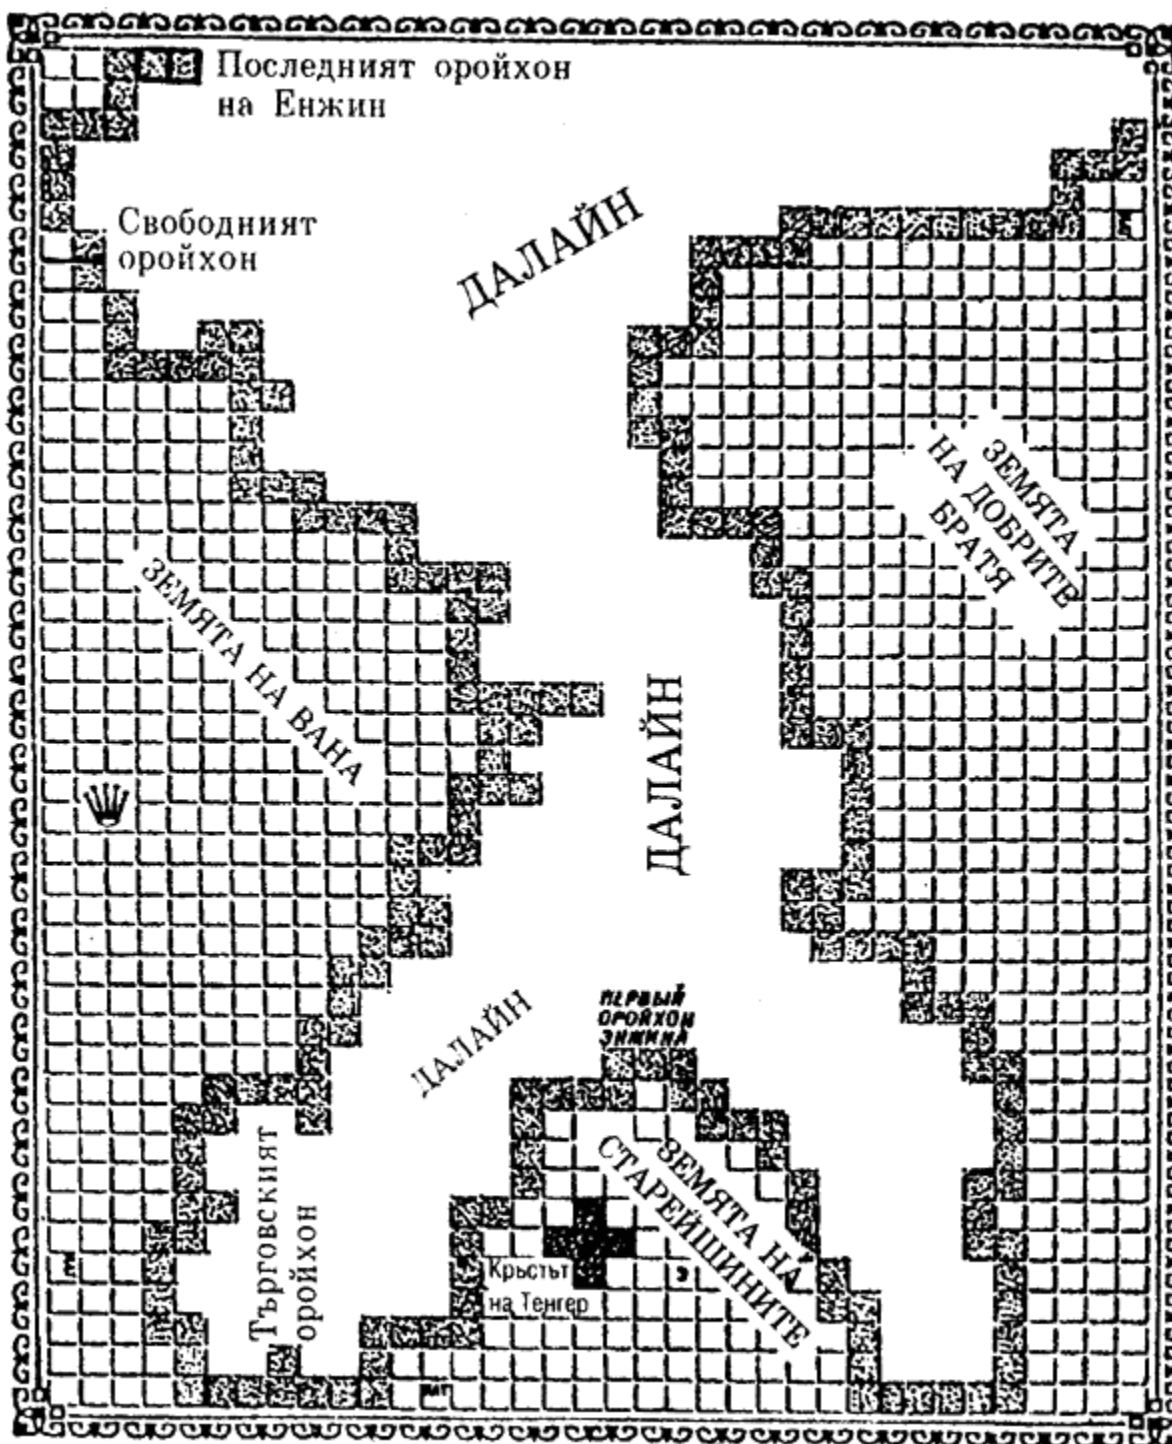 Последният оройхон
на Енжин
Свободният
оройхон
ДАЛАЙН
ЗЕМЯТА
НА ДОБРИТЕ
БРАТЯ
ЗЕМЯТА НА ВАНА
ДАЛАЙН
ДАЛАЙН
ПЕРВЫЙ
ОРОЙХОН
ЭНЖИНА
Търговският
оройхон
ЗЕМЯТА НА
СТАРЕЙШИНИТЕ
Кръстът
на Тенгер